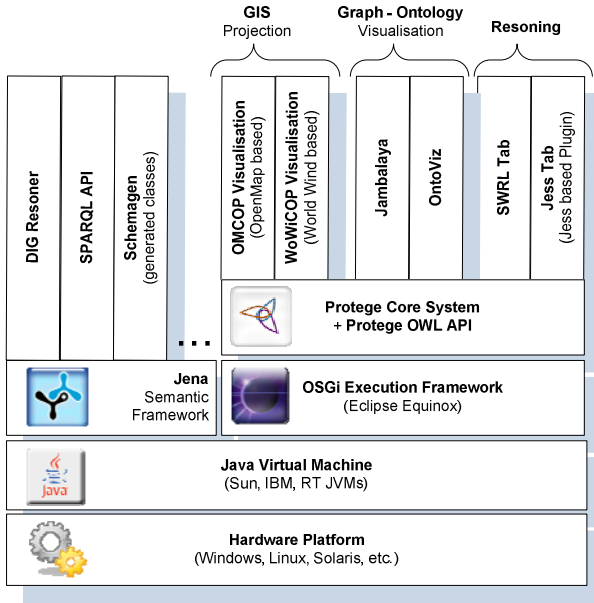 GIS
Projection
Graph - Ontology
Visualisation
Resoning
DIG Resoner
SPARQL API
Schemagen
(generated classes)
...
OMCOP Visualisation
(OpenMap based)
WoWiCOP Visualisation
(World Wind based)
Jambalaya
OntoViz
SWRL Tab
Jess Tab
(Jess based Plugin)
Protege Core System
+ Protege OWL API
Jena
Semantic
Framework
OSGi Execution Framework
(Eclipse Equinox)
Java
Java Virtual Machine
(Sun, IBM, RT JVMs)
Hardware Platform
(Windows, Linux, Solaris, etc.)